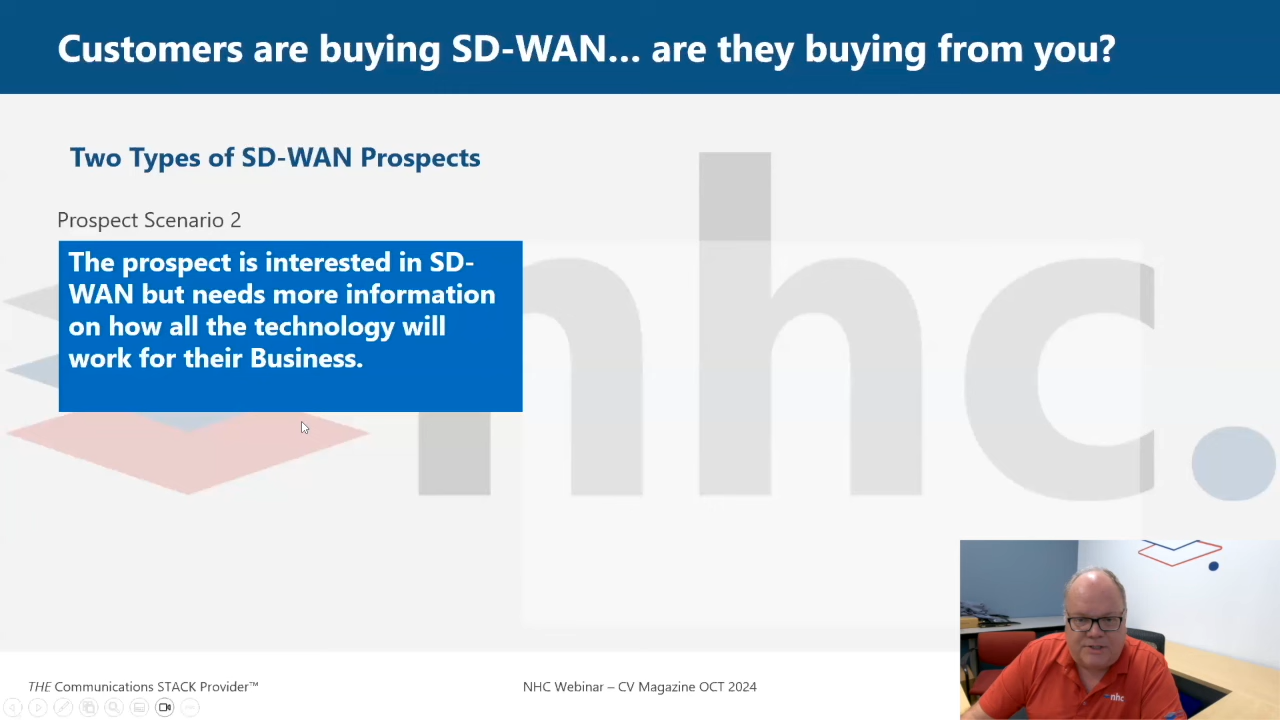 Customers are buying SD-WAN... are they buying from you?
Two Types of SD-WAN Prospects
Prospect Scenario 2
The prospect is interested in SD-
WAN but needs more information
on how all the technology will
work for their Business.
nhc.
nhc
THE Communications STACK Provider™
NHC Webinar – CV Magazine OCT 2024